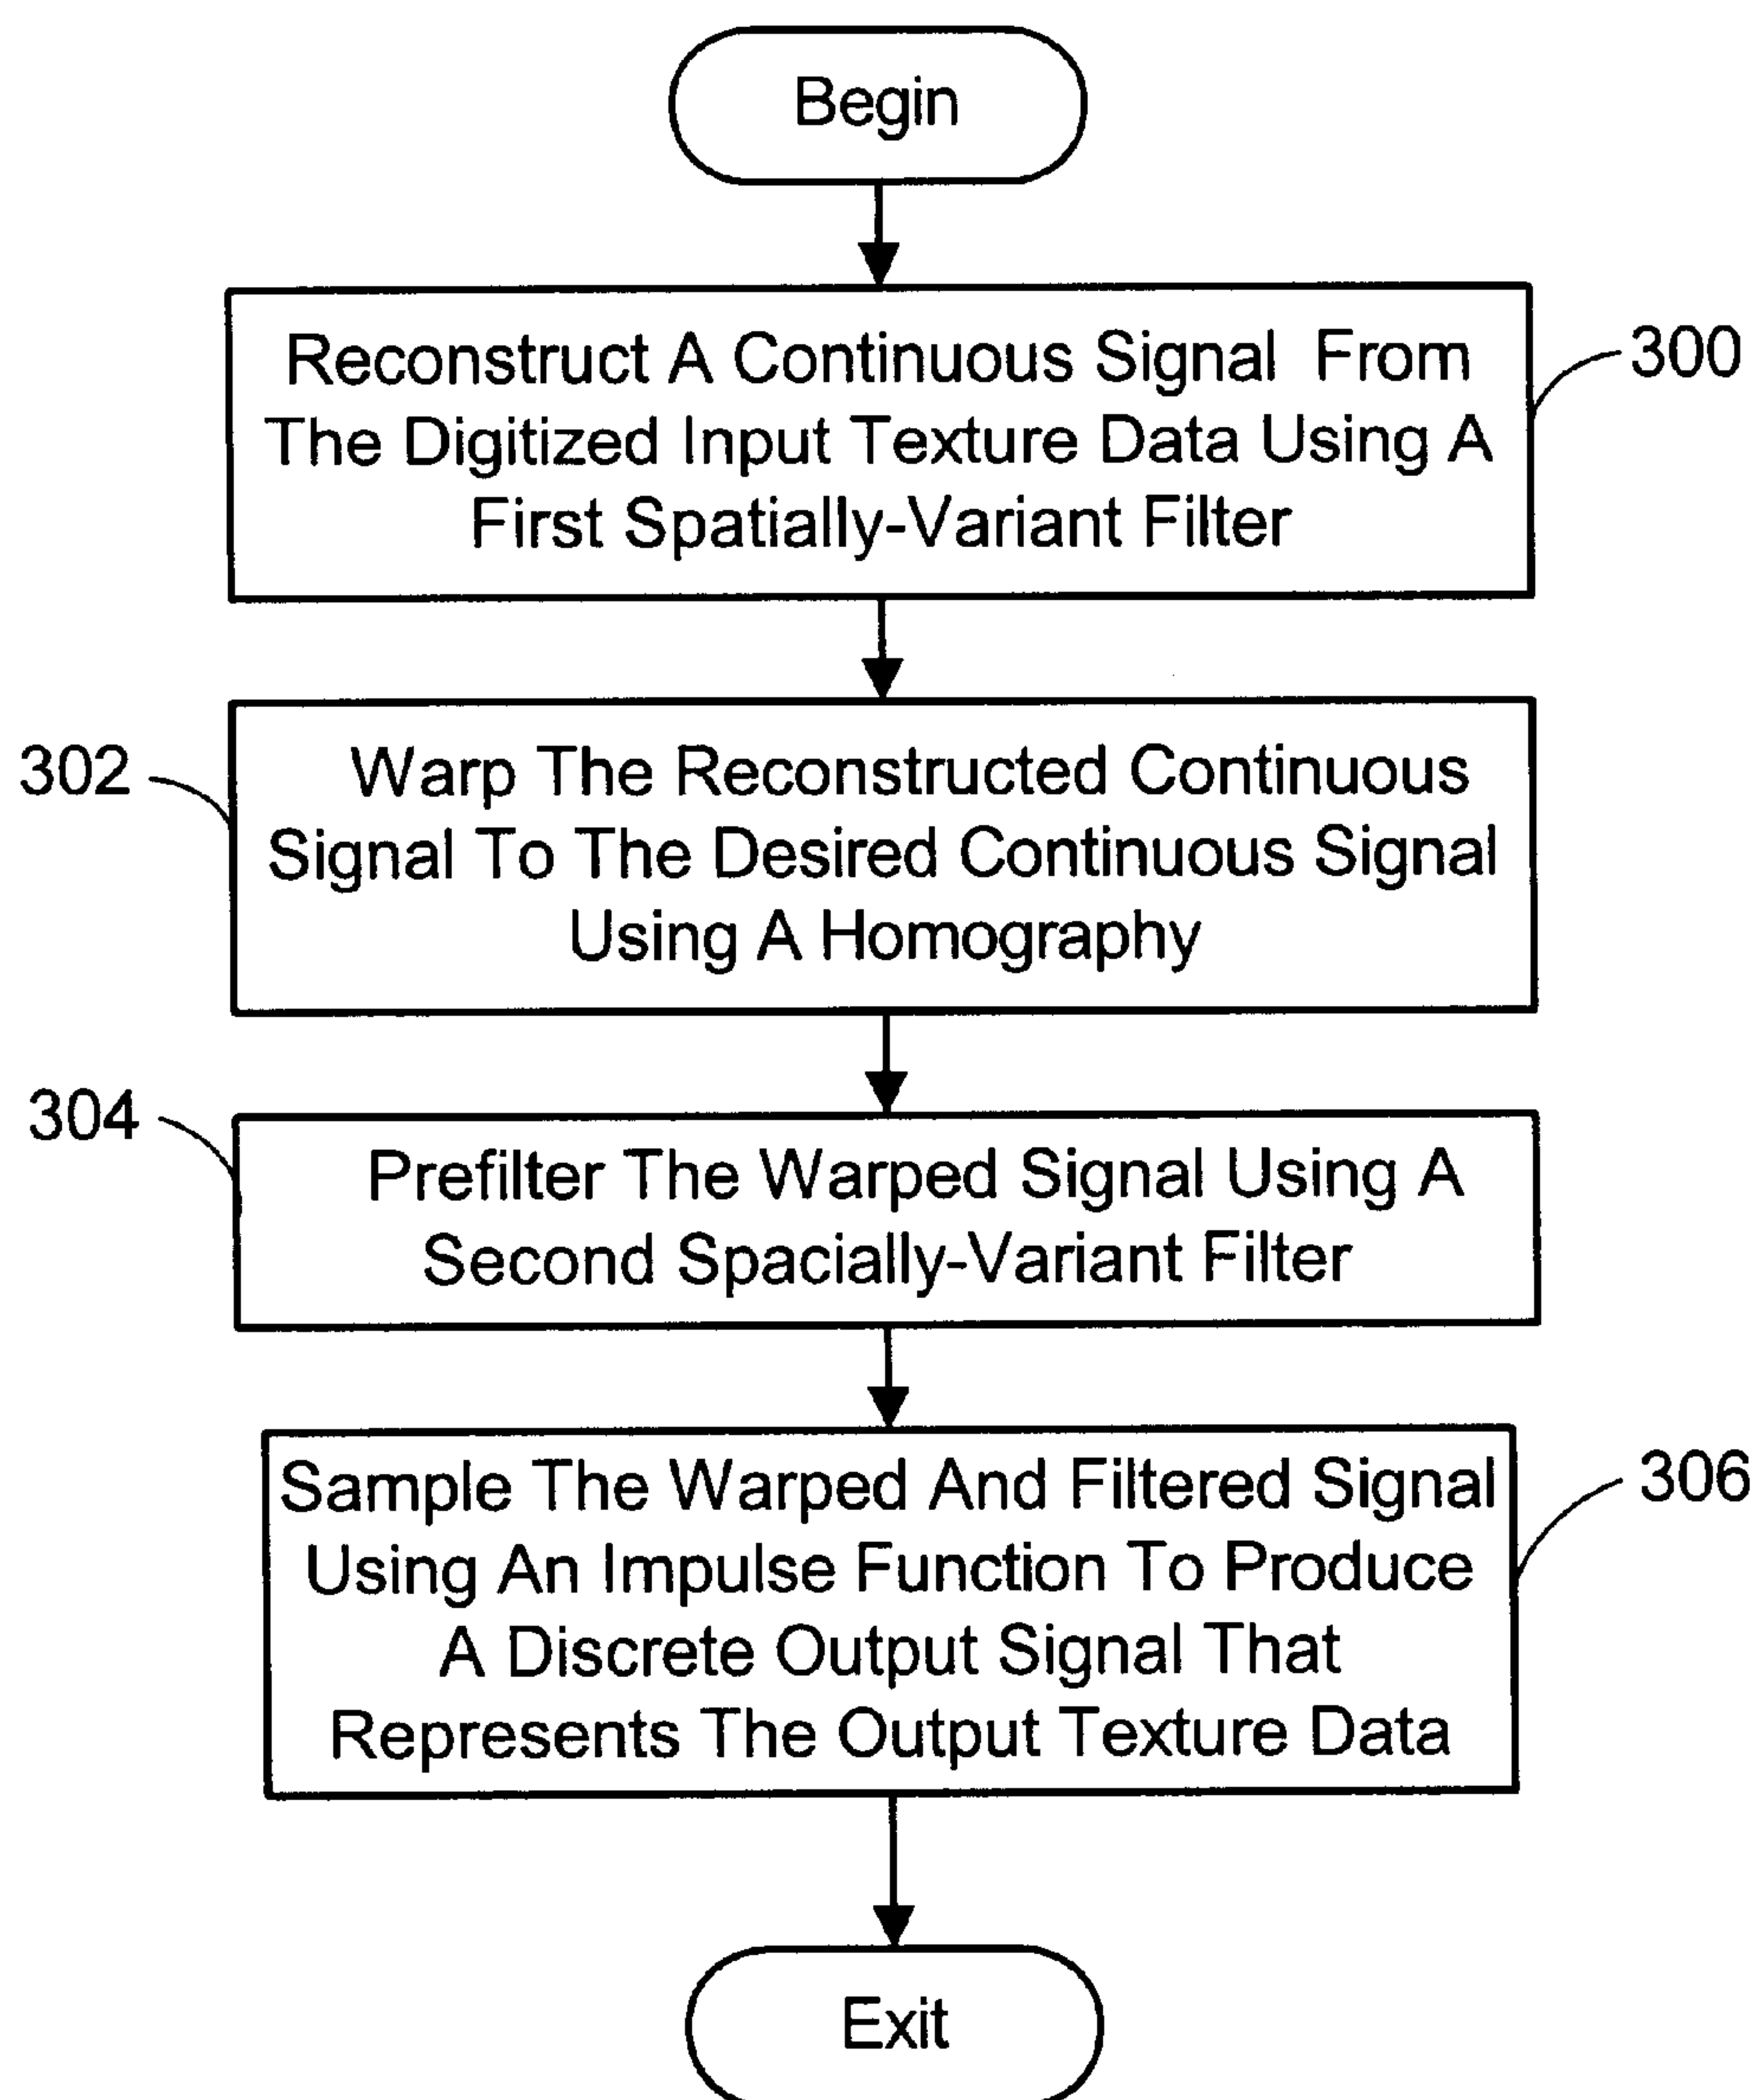 Begin
Reconstruct A Continuous Signal From
The Digitized Input Texture Data Using A
First Spatially-Variant Filter
300
302
Warp The Reconstructed Continuous
Signal To The Desired Continuous Signal
Using A Homography
304
Prefilter The Warped Signal Using A
Second Spacially-Variant Filter
Sample The Warped And Filtered Signal
Using An Impulse Function To Produce
A Discrete Output Signal That
Represents The Output Texture Data
306
Exit